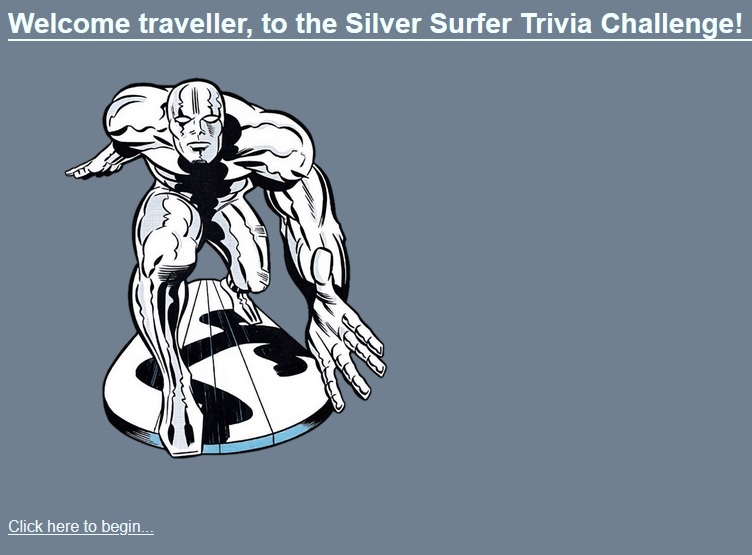 Welcome traveller, to the Silver Surfer Trivia Challenge!
Click here to begin...